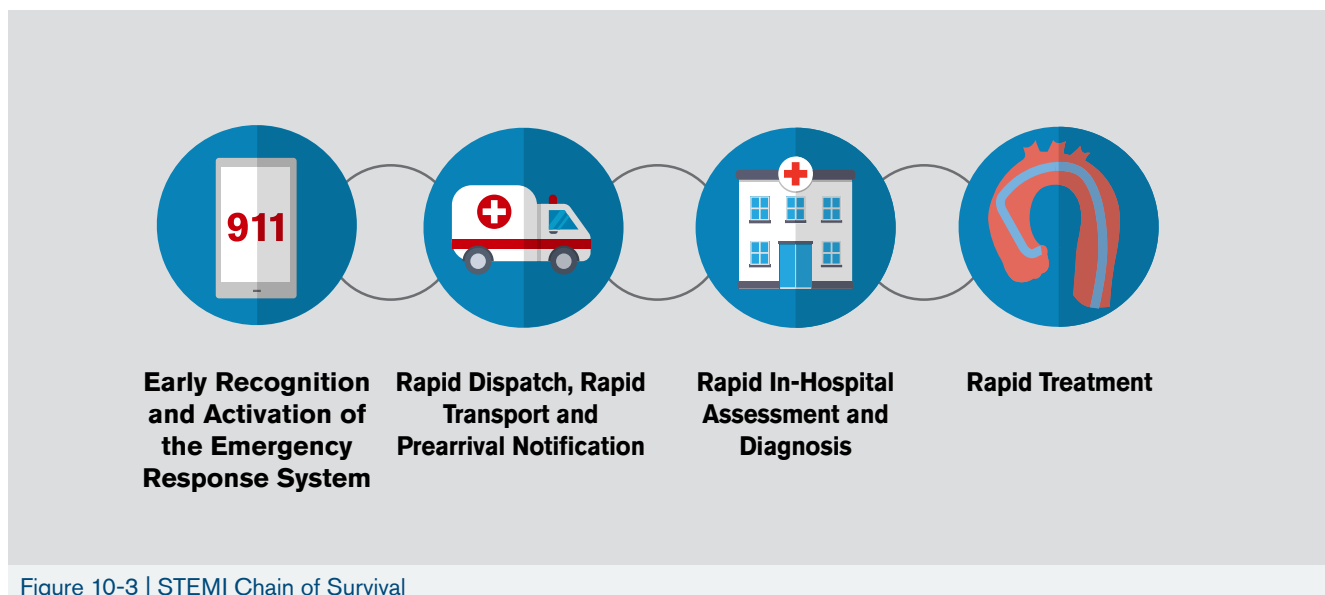 911
Early Recognition
and Activation of
the Emergency
Response System
Rapid Dispatch, Rapid
Transport and
Prearrival Notification
Rapid In-Hospital
Assessment and
Diagnosis
Rapid Treatment
Figure 10-3 | STEMI Chain of Survival